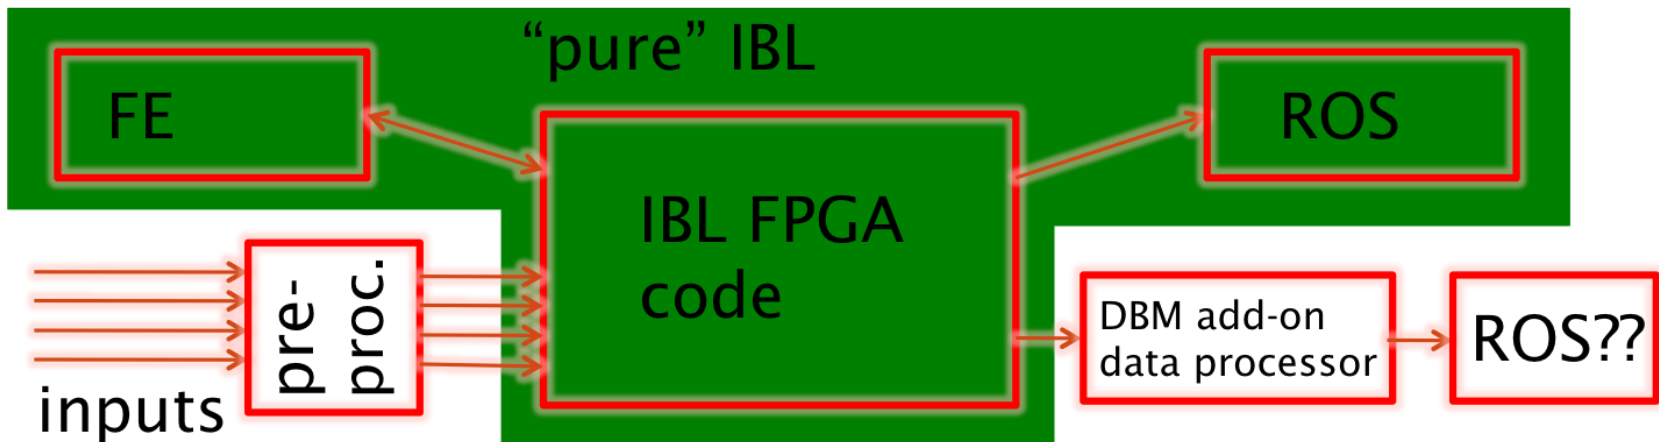 “pure” IBL
FE
ROS
IBL FPGA
code
pre-
proc.
inputs
DBM add-on
data processor
ROS??